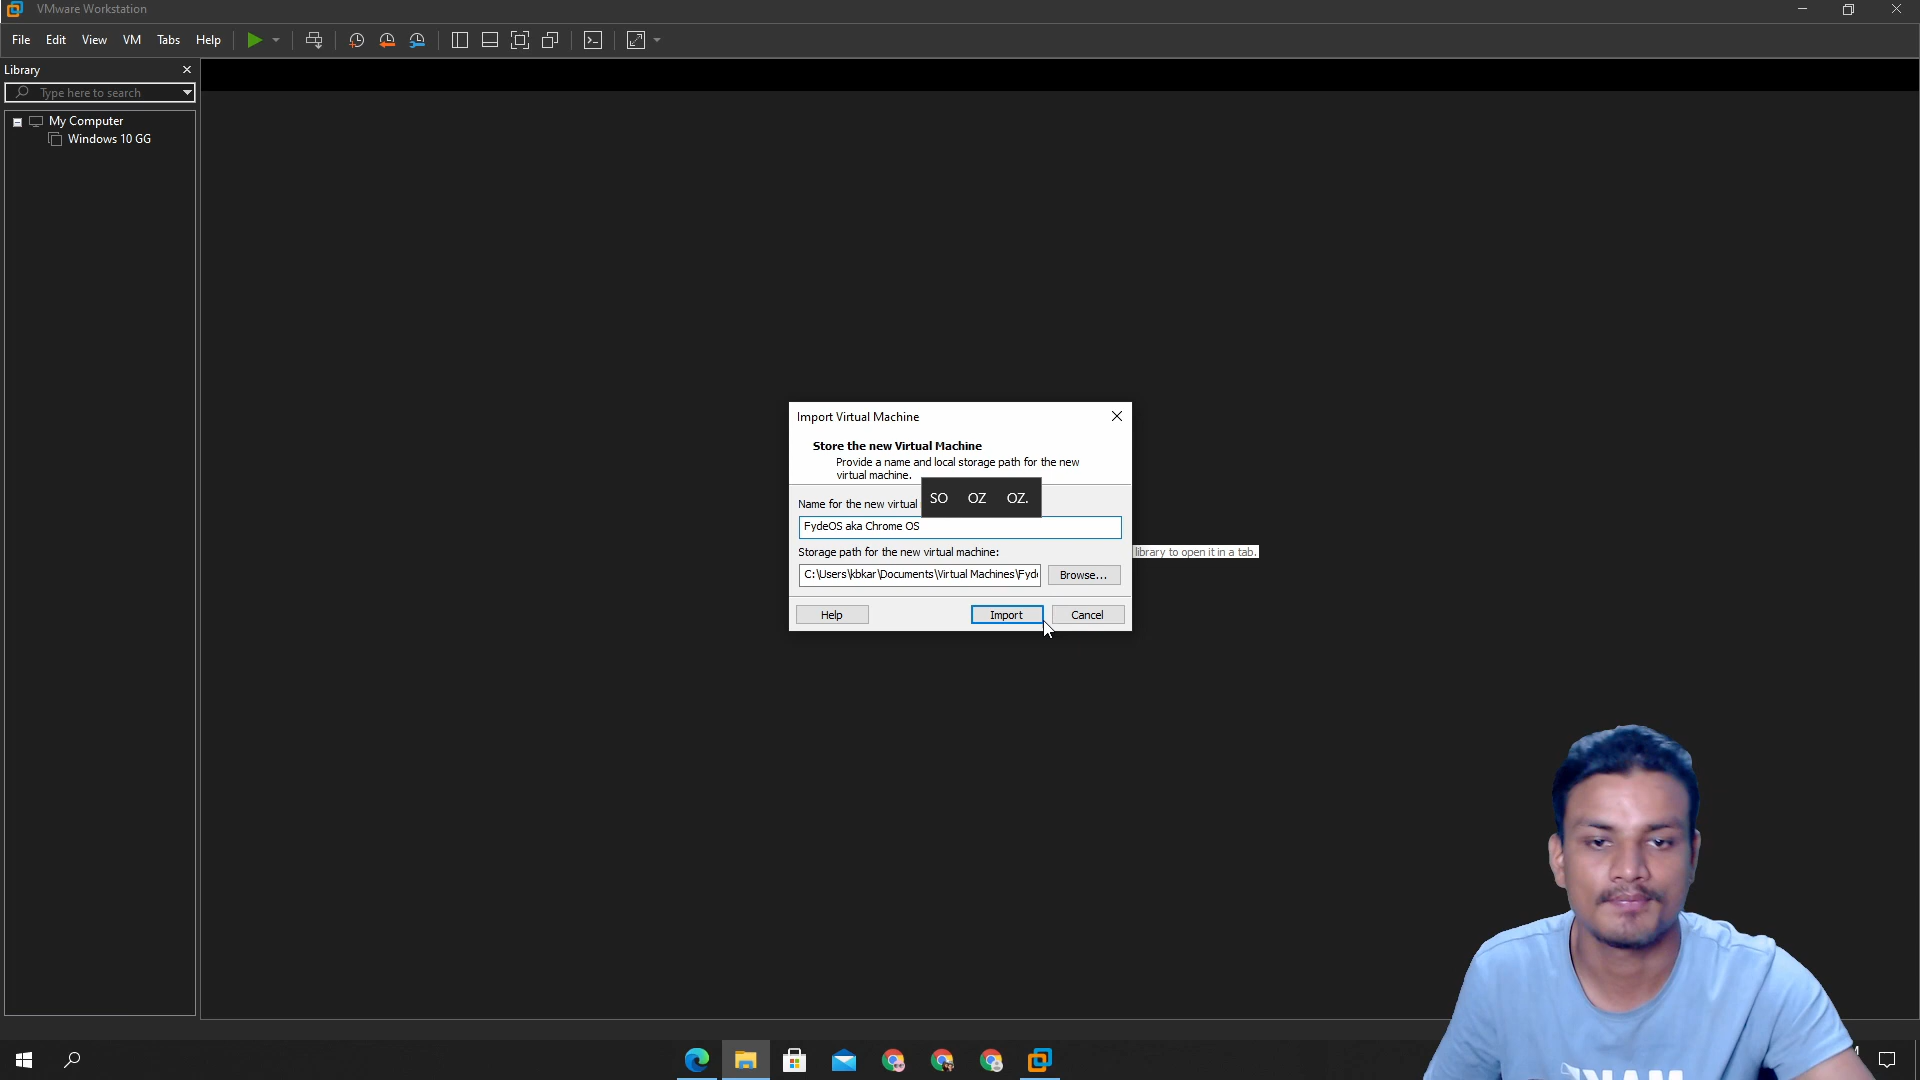 VMware Workstation
File Edit View VM Tabs Help
Library
Type here to search
My Computer
Windows 10 GG
Import Virtual Machine
Store the new Virtual Machine
Provide a name and local storage path for the new
virtual machine.
SO OZ OZ.
Name for the new virtual
FydeOS aka Chrome OS
Storage path for the new virtual machine:
library to open it in a tab.
C:\Users\kbkar\Documents\Virtual Machines\Fyd
Browse...
Help Import Cancel